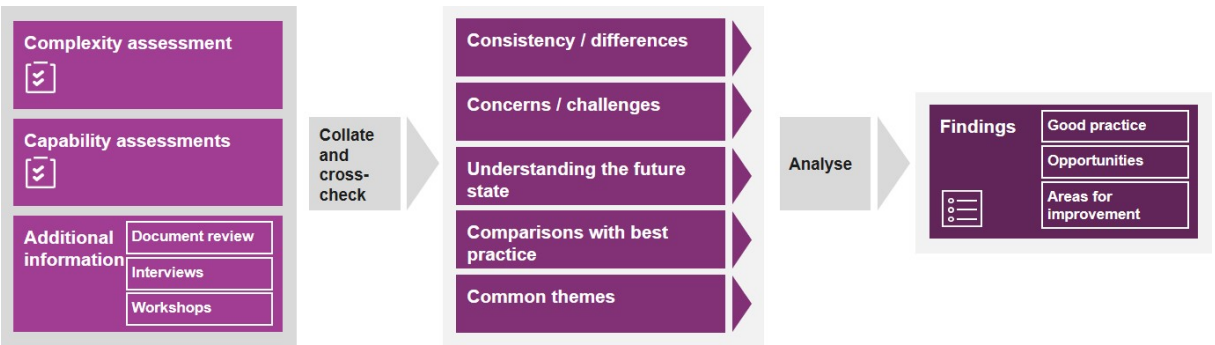 Complexity assessment
Capability assessments
Additional
information
Document review
Interviews
Workshops
Collate
and
cross-
check
Consistency / differences
Concerns / challenges
Understanding the future
state
Comparisons with best
practice
Common themes
Analyse
Findings
Good practice
Opportunities
Areas for
improvement